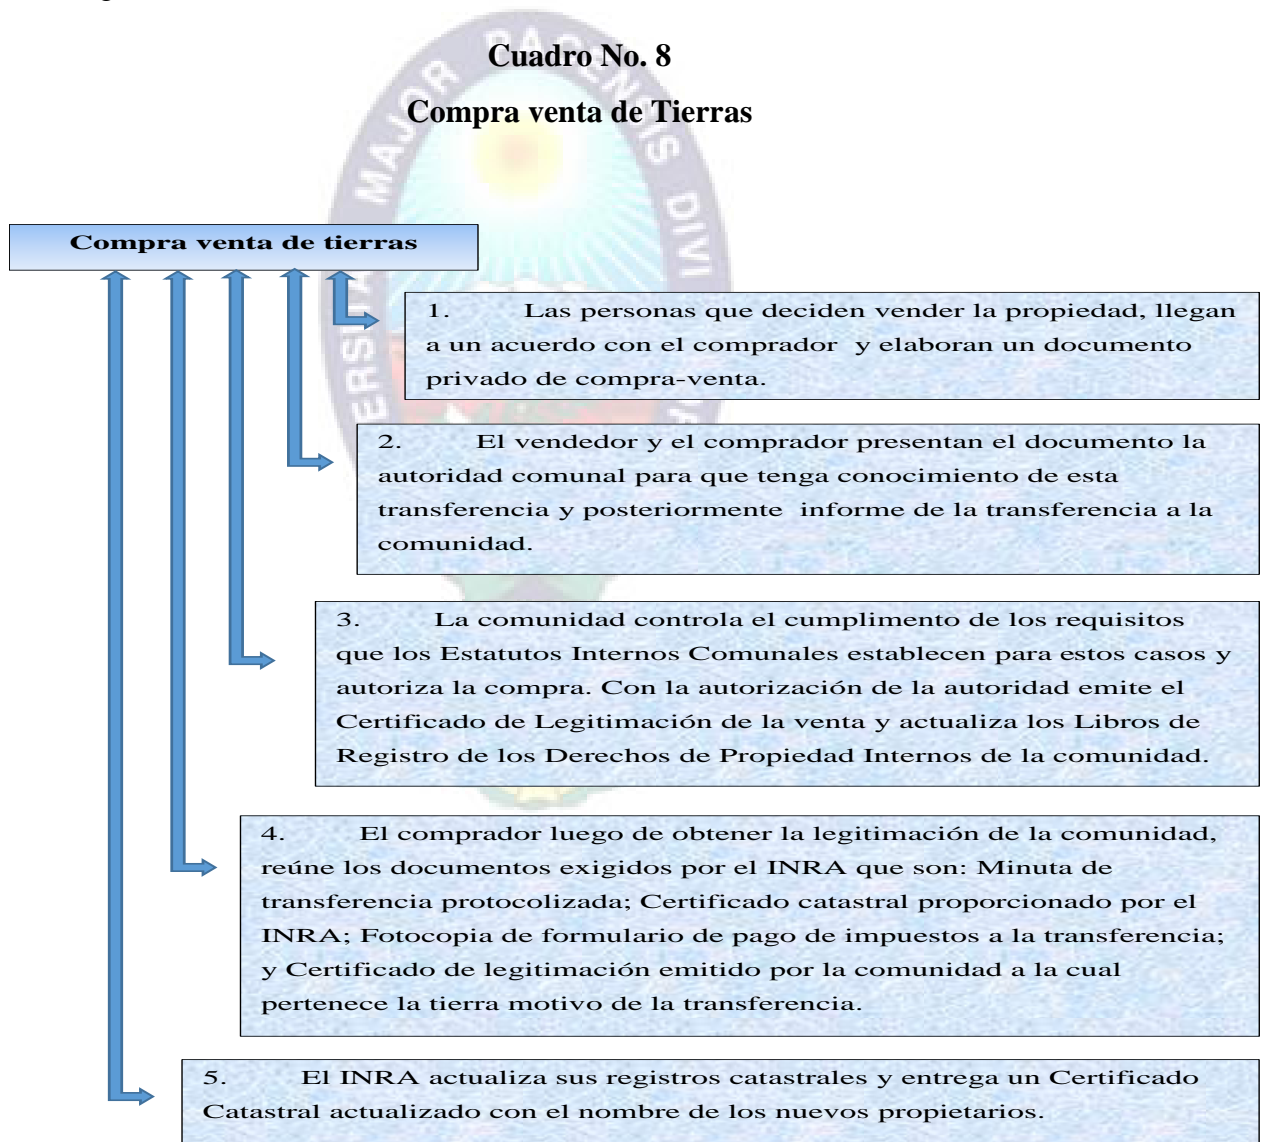 Cuadro No. 8
Compra venta de Tierras
Compra venta de tierras
1. Las personas que deciden vender la propiedad, llegan
a un acuerdo con el comprador y elaboran un documento
privado de compra-venta.
2. El vendedor y el comprador presentan el documento la
autoridad comunal para que tenga conocimiento de esta
transferencia y posteriormente informe de la transferencia a la
comunidad.
3. La comunidad controla el cumplimento de los requisitos
que los Estatutos Internos Comunales establecen para estos casos y
autoriza la compra. Con la autorización de la autoridad emite el
Certificado de Legitimación de la venta y actualiza los Libros de
Registro de los Derechos de Propiedad Internos de la comunidad.
4. El comprador luego de obtener la legitimación de la comunidad,
reúne los documentos exigidos por el INRA que son: Minuta de
transferencia protocolizada; Certificado catastral proporcionado por el
INRA; Fotocopia de formulario de pago de impuestos a la transferencia;
y Certificado de legitimación emitido por la comunidad a la cual
pertenece la tierra motivo de la transferencia.
5. El INRA actualiza sus registros catastrales y entrega un Certificado
Catastral actualizado con el nombre de los nuevos propietarios.